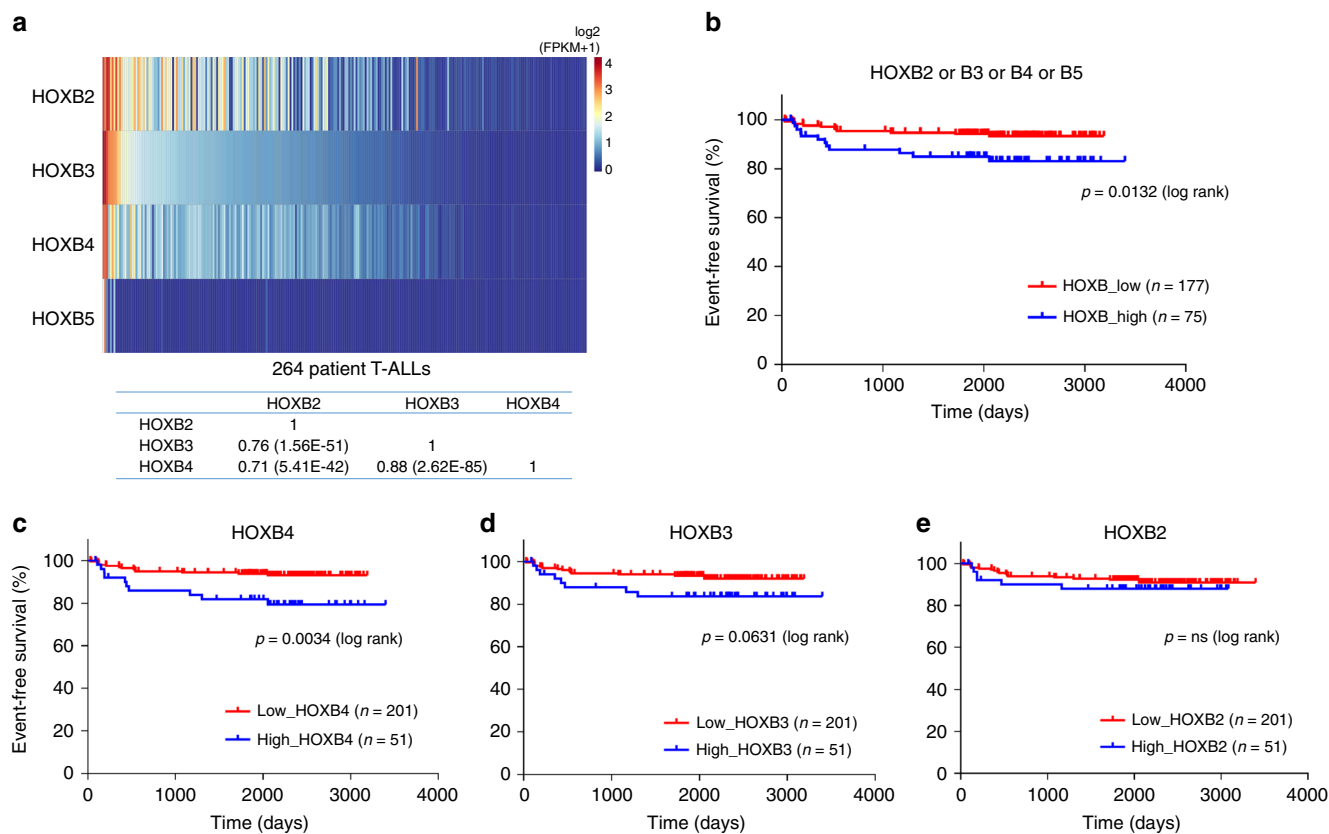 a
log2
(FPKM+1)
4
3
2
1
0
HOXB2
HOXB3
HOXB4
HOXB5
264 patient T-ALLs
HOXB2 HOXB3 HOXB4
HOXB2 1
HOXB3 0.76 (1.56E-51) 1
HOXB4 0.71 (5.41E-42) 0.88 (2.62E-85) 1
b
HOXB2 or B3 or B4 or B5
Event-free survival (%)
100
80
60
40
20
0
p = 0.0132 (log rank)
HOXB_low (n = 177)
HOXB_high (n = 75)
0 1000 2000 3000 4000
Time (days)
c
HOXB4
Event-free survival (%)
100
80
60
40
20
0
p = 0.0034 (log rank)
Low_HOXB4 (n = 201)
High_HOXB4 (n = 51)
0 1000 2000 3000 4000
Time (days)
d
HOXB3
100
80
60
40
20
0
p = 0.0631 (log rank)
Low_HOXB3 (n = 201)
High_HOXB3 (n = 51)
0 1000 2000 3000 4000
Time (days)
e
HOXB2
100
80
60
40
20
0
p = ns (log rank)
Low_HOXB2 (n = 201)
High_HOXB2 (n = 51)
0 1000 2000 3000 4000
Time (days)